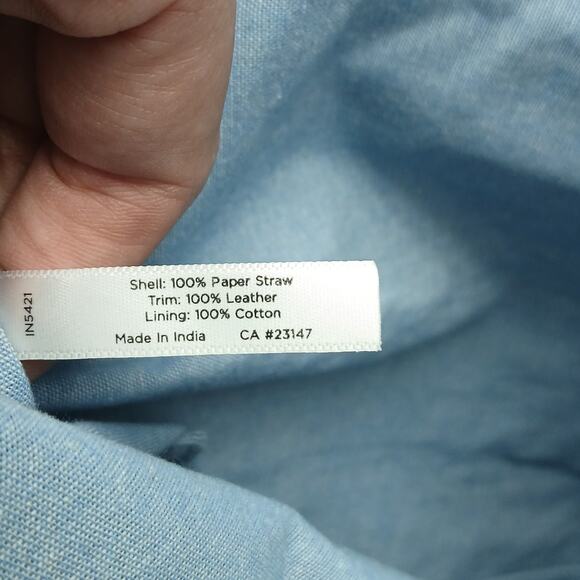 Shell: 100% Paper Straw
Trim: 100% Leather
Lining: 100% Cotton
Made In India CA #23147
IN5421